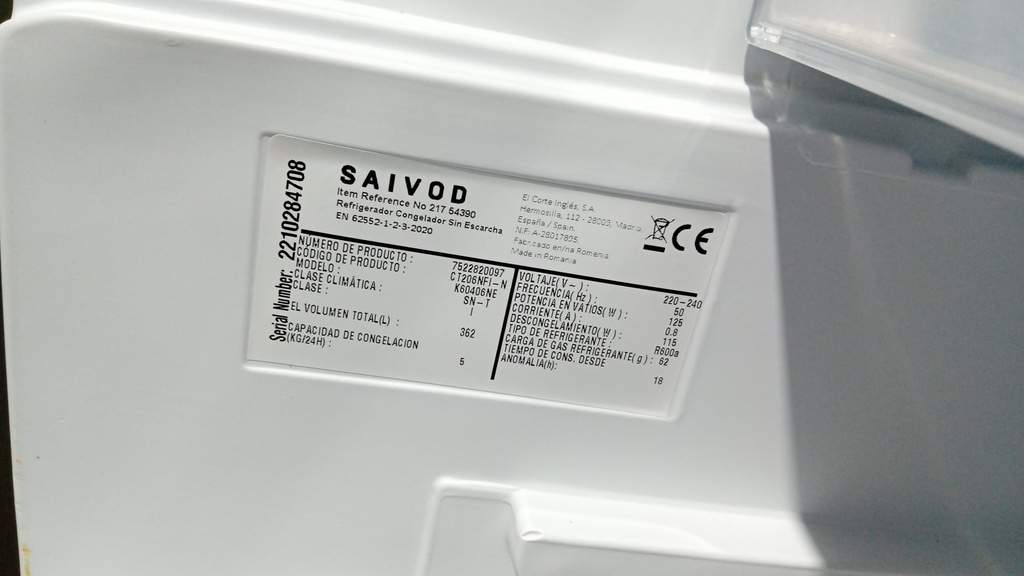 Serial Number: 2210284708
SAIVOD
Item Reference No 217 54390
Refrigerador Congelador Sin Escarcha
EN 62552-1-2-3-2020
El Corte Inglés, S.A
Hermosilla, 112 - 28009, Madrid.
España / Spain.
N.F: A-28017895.
Fabricado en/na Romenia
Made in Romania
CE
NÚMERO DE PRODUCTO : 7522820097
CÓDIGO DE PRODUCTO : CT206NFI-N
MODELO : K60406NE
CLASE CLIMÁTICA : SN-T
CLASE : I
EL VOLUMEN TOTAL(L) : 362
CAPACIDAD DE CONGELACION
(KG/24H) : 5
VOLTAJE(V~) : 220-240
FRECUENCIA(Hz) : 50
POTENCIA EN VATIOS(W) : 125
CORRIENTE(A) : 0.8
DESCONGELAMIENTO(W) : 115
TIPO DE REFRIGERANTE : R600a
CARGA DE GAS REFRIGERANTE(g) : 62
TIEMPO DE CONS. DESDE
ANOMALIA(h): 18